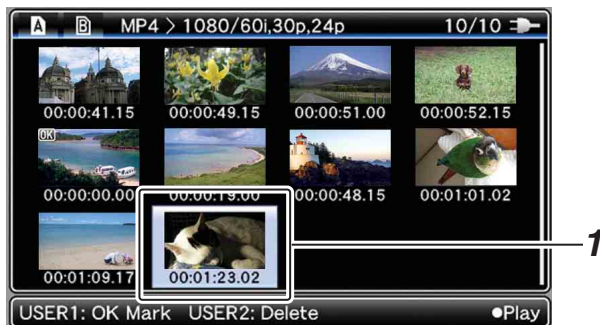 A B MP4 > 1080/60i,30p,24p 10/10
00:00:41.15 00:00:49.15 00:00:51.00 00:00:52.15
OK
00:00:00.00 00:00:19.00 00:00:48.15 00:01:01.02
1
00:01:09.17 00:01:23.02
USER1: OK Mark USER2: Delete ●Play